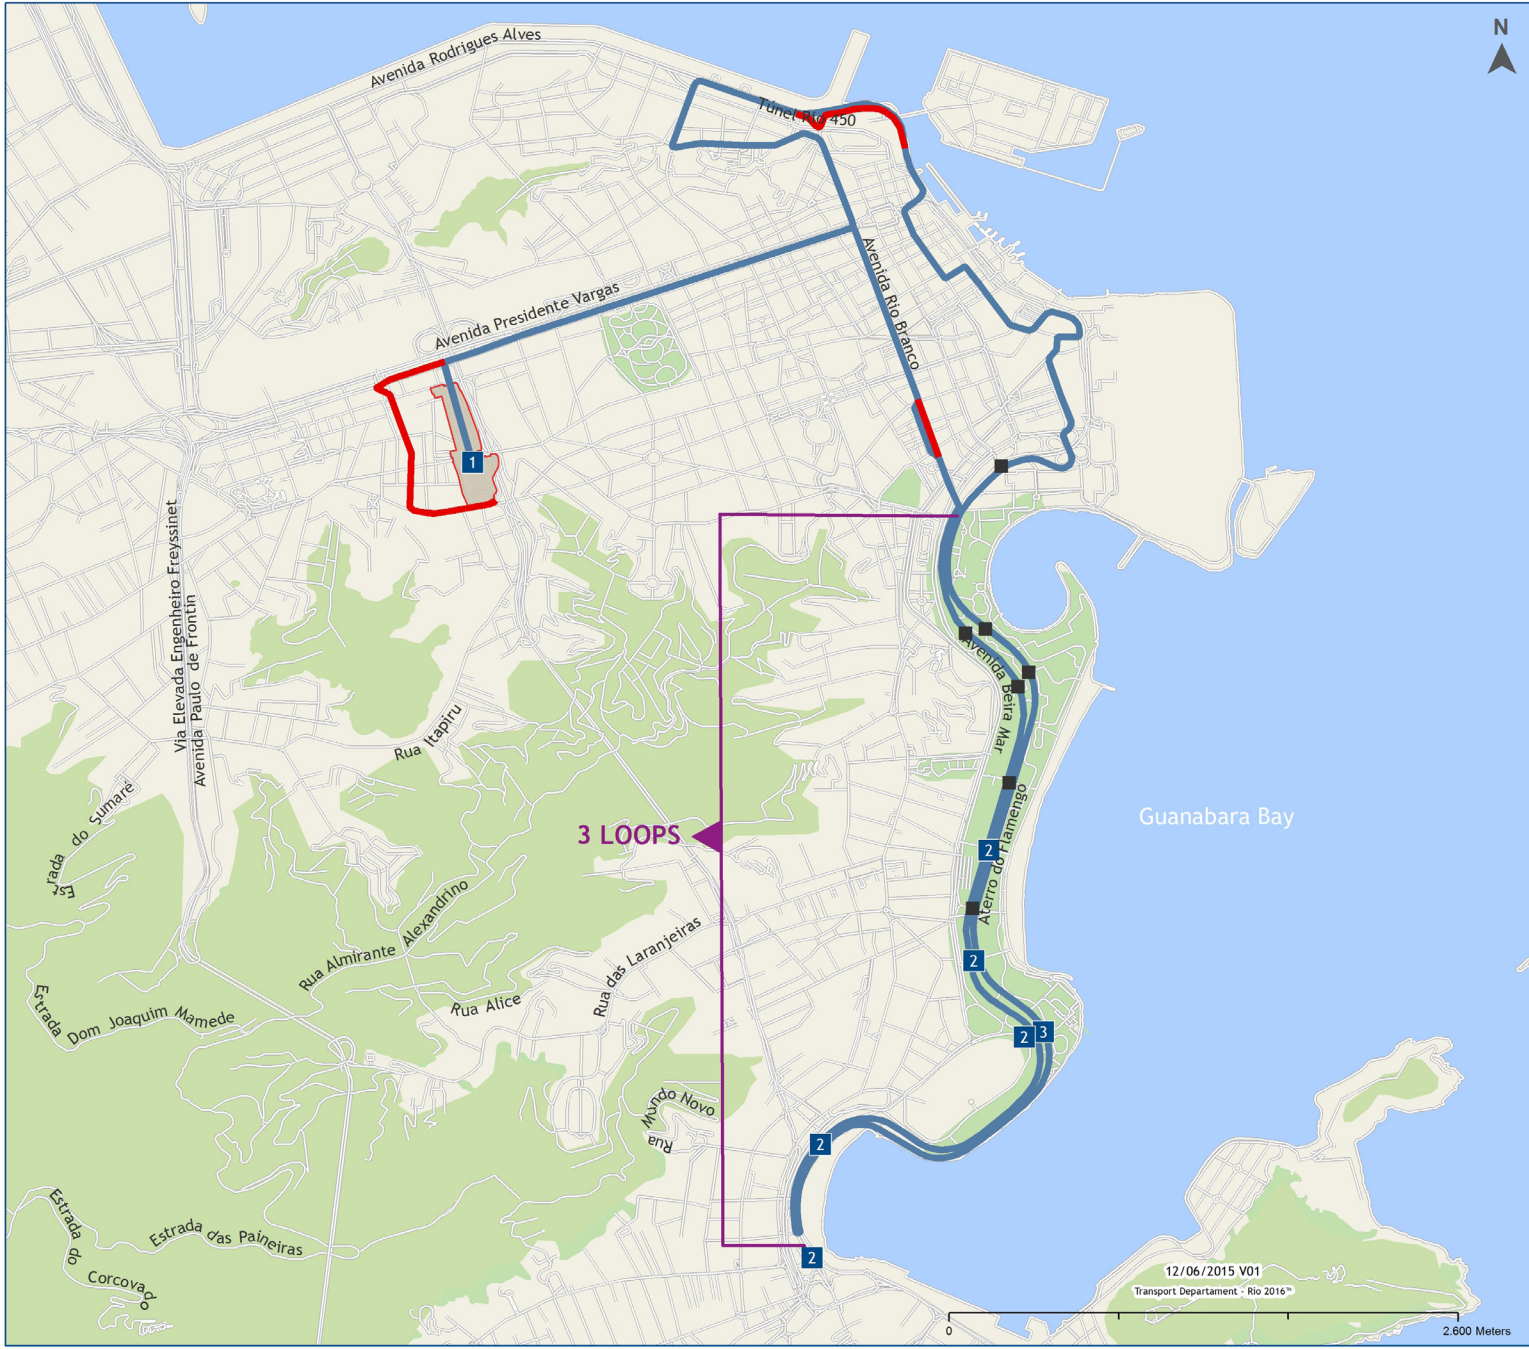 N
Avenida Rodrigues Alves
Túnel Rio 450
Avenida Presidente Vargas
Avenida Rio Branco
1
Via Elevada Engenheiro Freyssinet
Avenida Paulo de Frontin
Rua Itapiru
Avenida Beira Mar
Estrada do Sumaré
3 LOOPS
Guanabara Bay
Aterro do Flamengo
2
Rua Almirante Alexandrino
Rua das Laranjeiras
2
Rua Alice
Estrada Dom Joaquim Mamede
2
3
Rua Mundo Novo
2
Estrada das Paineiras
Estrada do Corcovado
2
12/06/2015 V01
Transport Departament - Rio 2016™
0
2.600 Meters